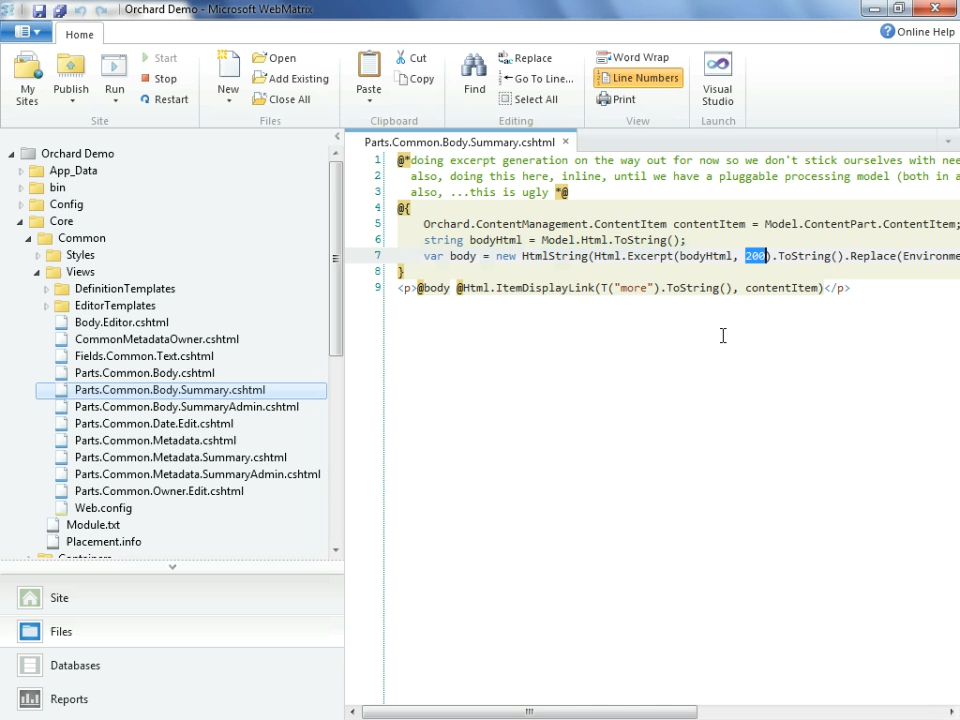 Orchard Demo - Microsoft WebMatrix
Home
Online Help
My Sites
Publish
Run
Start
Stop
Restart
Site
New
Open
Add Existing
Close All
Files
Paste
Cut
Copy
Clipboard
Find
Replace
Go To Line...
Select All
Editing
Word Wrap
Line Numbers
Print
View
Visual Studio
Launch
Orchard Demo
App_Data
bin
Config
Core
Common
Styles
Views
DefinitionTemplates
EditorTemplates
Body.Editor.cshtml
CommonMetadataOwner.cshtml
Fields.Common.Text.cshtml
Parts.Common.Body.cshtml
Parts.Common.Body.Summary.cshtml
Parts.Common.Body.SummaryAdmin.cshtml
Parts.Common.Date.Edit.cshtml
Parts.Common.Metadata.cshtml
Parts.Common.Metadata.Summary.cshtml
Parts.Common.Metadata.SummaryAdmin.cshtml
Parts.Common.Owner.Edit.cshtml
Web.config
Module.txt
Placement.info
Site
Files
Databases
Reports
Parts.Common.Body.Summary.cshtml
1 @*doing excerpt generation on the way out for now so we don't stick ourselves with nee
2 also, doing this here, inline, until we have a pluggable processing model (both in a
3 also, ...this is ugly *@
4 @{
5 Orchard.ContentManagement.ContentItem contentItem = Model.ContentPart.ContentItem;
6 string bodyHtml = Model.Html.ToString();
7 var body = new HtmlString(Html.Excerpt(bodyHtml, 200).ToString().Replace(Environme
8 }
9 <p>@body @Html.ItemDisplayLink(T("more").ToString(), contentItem)</p>